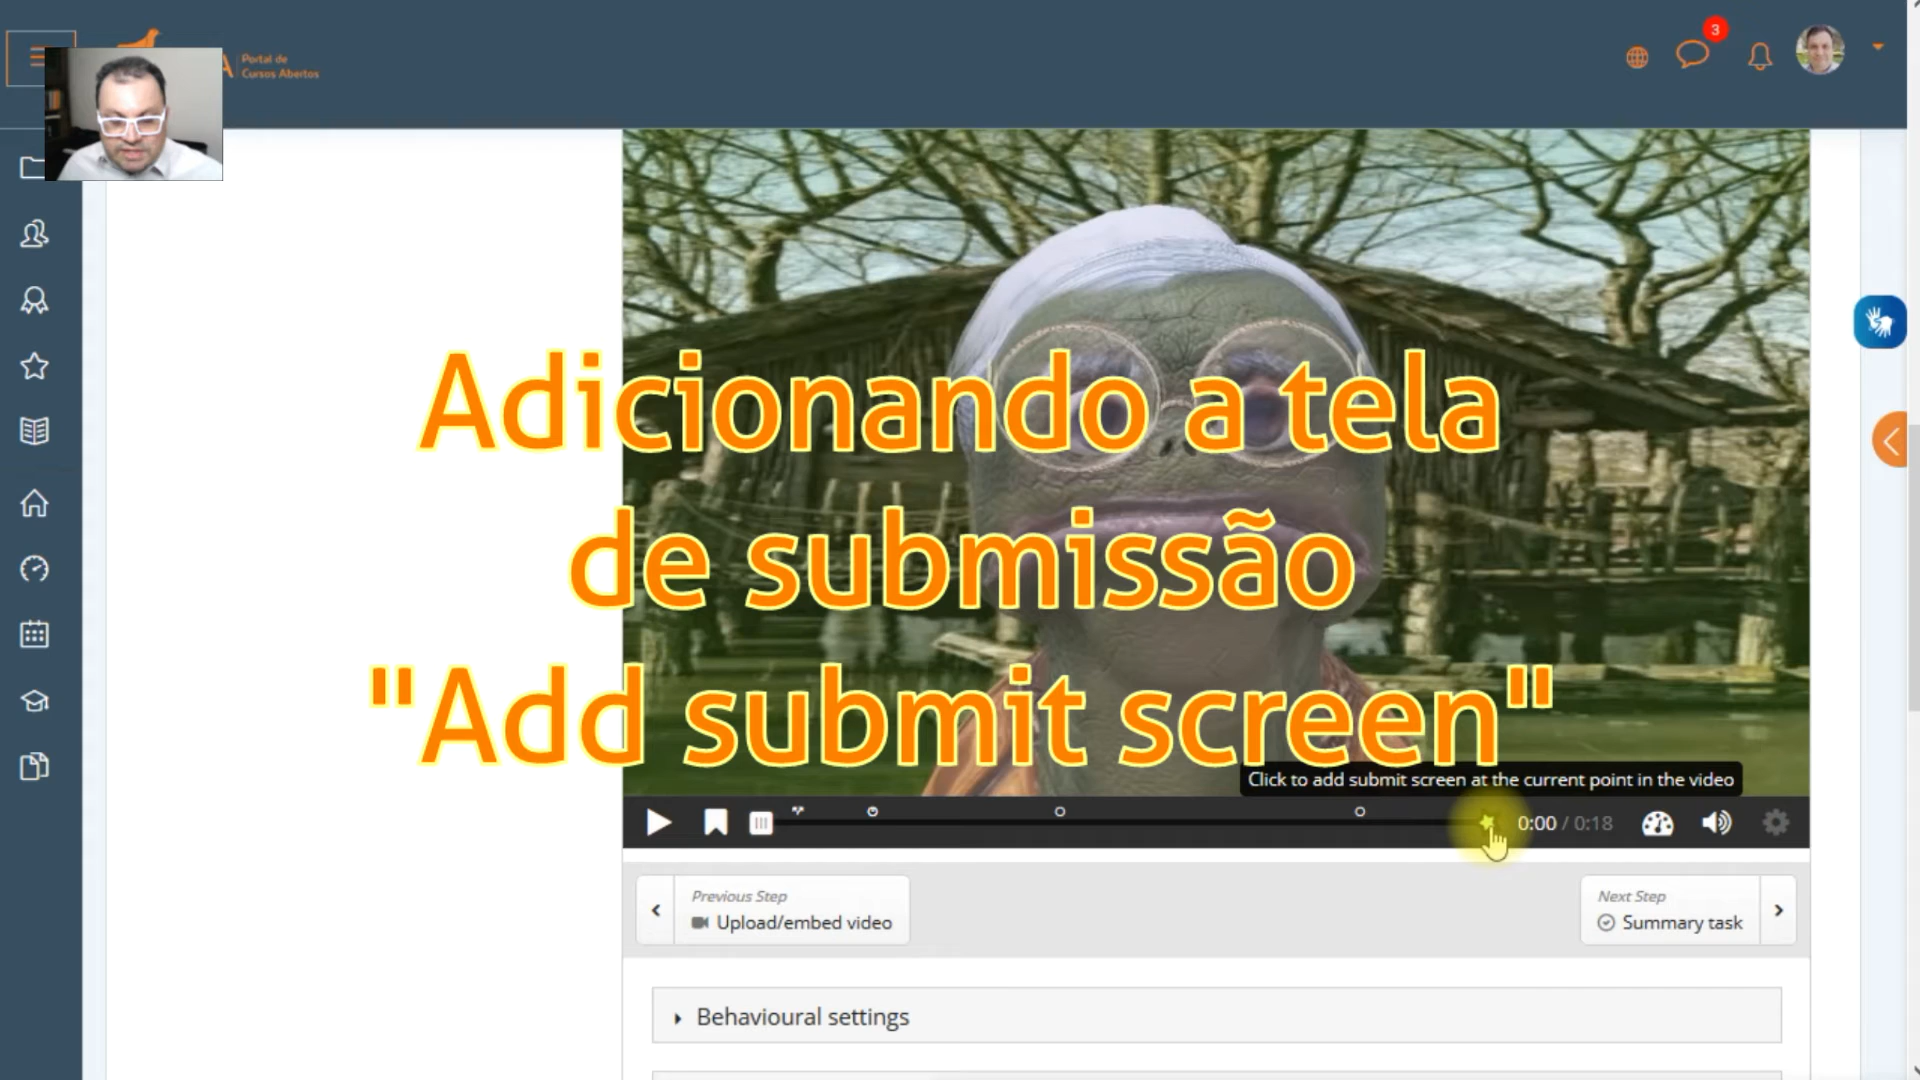 3
A Portal de
Cursos Abertos
Adicionando a tela
de submissão
"Add submit screen"
Click to add submit screen at the current point in the video
0:00 / 0:18
Previous Step
Upload/embed video
Next Step
Summary task
Behavioural settings